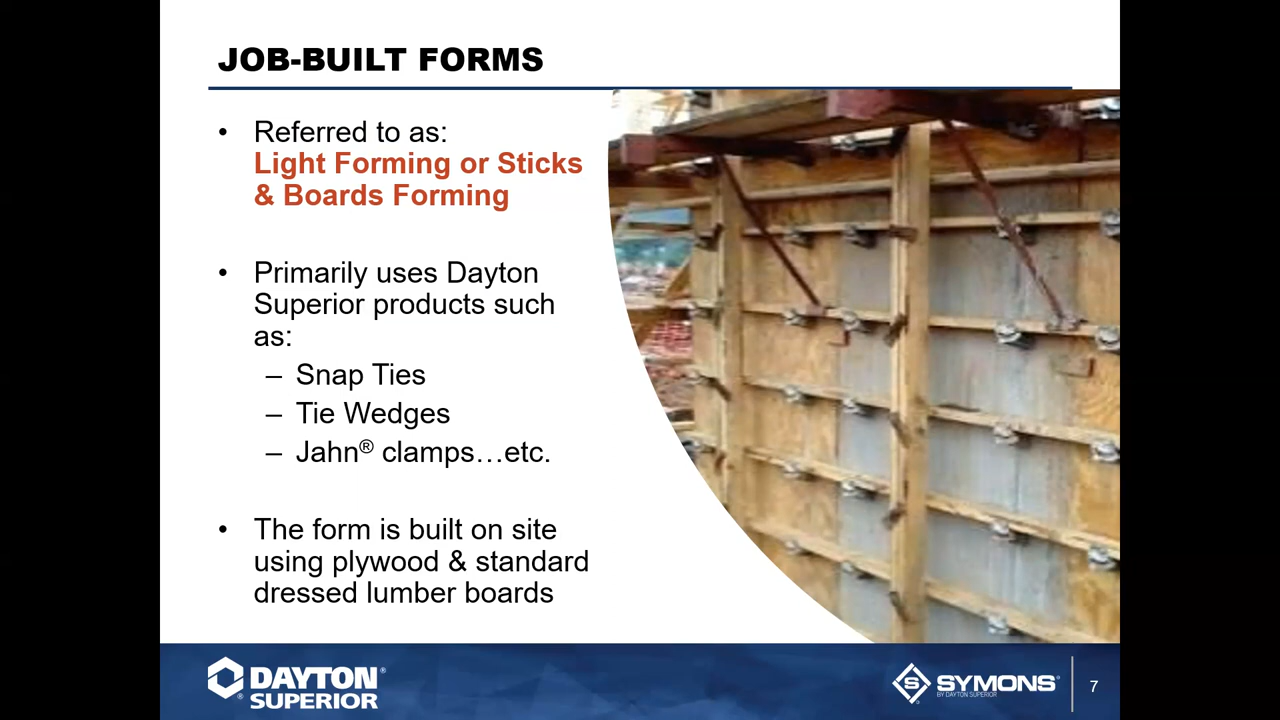 JOB-BUILT FORMS
• Referred to as:
Light Forming or Sticks
& Boards Forming
• Primarily uses Dayton
Superior products such
as:
– Snap Ties
– Tie Wedges
– Jahn® clamps…etc.
• The form is built on site
using plywood & standard
dressed lumber boards
DAYTON®
® SUPERIOR
SYMONS®
BY DAYTON SUPERIOR
7